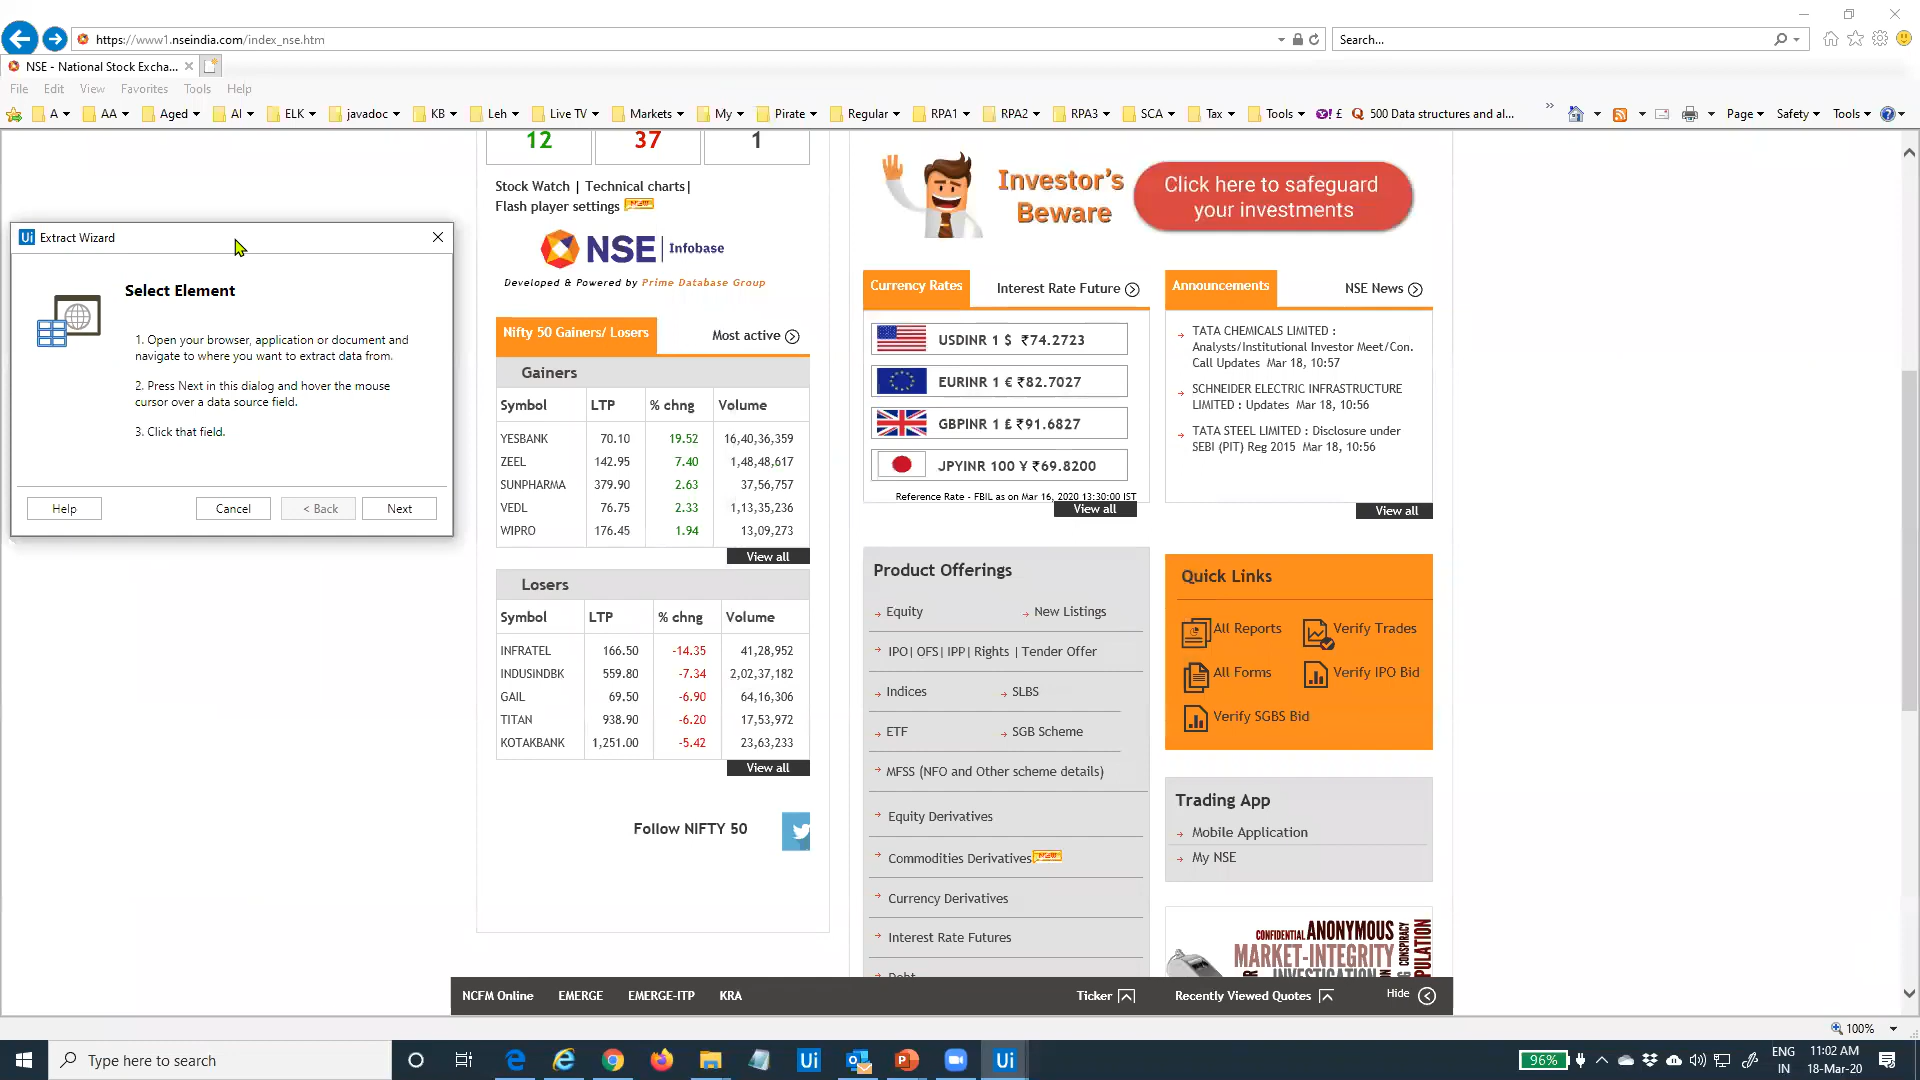 https://www1.nseindia.com/index_nse.htm
Search...
NSE - National Stock Excha...
File Edit View Favorites Tools Help
A AA Aged AI ELK javadoc KB Leh Live TV Markets My Pirate Regular RPA1 RPA2 RPA3 SCA Tax Tools £ 500 Data structures and al... » Page Safety Tools
12 37 1
Stock Watch | Technical charts|
Flash player settings NEW
NSE | Infobase
Developed & Powered by Prime Database Group
Nifty 50 Gainers/ Losers Most active
Gainers
Symbol LTP % chng Volume
YESBANK 70.10 19.52 16,40,36,359
ZEEL 142.95 7.40 1,48,48,617
SUNPHARMA 379.90 2.63 37,56,757
VEDL 76.75 2.33 1,13,35,236
WIPRO 176.45 1.94 13,09,273
View all
Losers
Symbol LTP % chng Volume
INFRATEL 166.50 -14.35 41,28,952
INDUSINDBK 559.80 -7.34 2,02,37,182
GAIL 69.50 -6.90 64,16,306
TITAN 938.90 -6.20 17,53,972
KOTAKBANK 1,251.00 -5.42 23,63,233
View all
Follow NIFTY 50
Ui Extract Wizard
Select Element
1. Open your browser, application or document and
navigate to where you want to extract data from.
2. Press Next in this dialog and hover the mouse
cursor over a data source field.
3. Click that field.
Help Cancel < Back Next
Investor's
Beware
Click here to safeguard
your investments
Currency Rates Interest Rate Future
USDINR 1 $ ₹74.2723
EURINR 1 € ₹82.7027
GBPINR 1 £ ₹91.6827
JPYINR 100 ¥ ₹69.8200
Reference Rate - FBIL as on Mar 16, 2020 13:30:00 IST
View all
Announcements NSE News
TATA CHEMICALS LIMITED :
Analysts/Institutional Investor Meet/Con.
Call Updates Mar 18, 10:57
SCHNEIDER ELECTRIC INFRASTRUCTURE
LIMITED : Updates Mar 18, 10:56
TATA STEEL LIMITED : Disclosure under
SEBI (PIT) Reg 2015 Mar 18, 10:56
View all
Product Offerings
Equity New Listings
IPO| OFS| IPP| Rights | Tender Offer
Indices SLBS
ETF SGB Scheme
MFSS (NFO and Other scheme details)
Equity Derivatives
Commodities Derivatives NEW
Currency Derivatives
Interest Rate Futures
Debt
Quick Links
All Reports Verify Trades
All Forms Verify IPO Bid
Verify SGBS Bid
Trading App
Mobile Application
My NSE
CONFIDENTIAL ANONYMOUS
MARKET-INTEGRITY
INVESTIGATION
CONSPIRACY
NCFM Online EMERGE EMERGE-ITP KRA Ticker Recently Viewed Quotes Hide
100%
Type here to search
Ui Ui
96% ENG 11:02 AM
IN 18-Mar-20